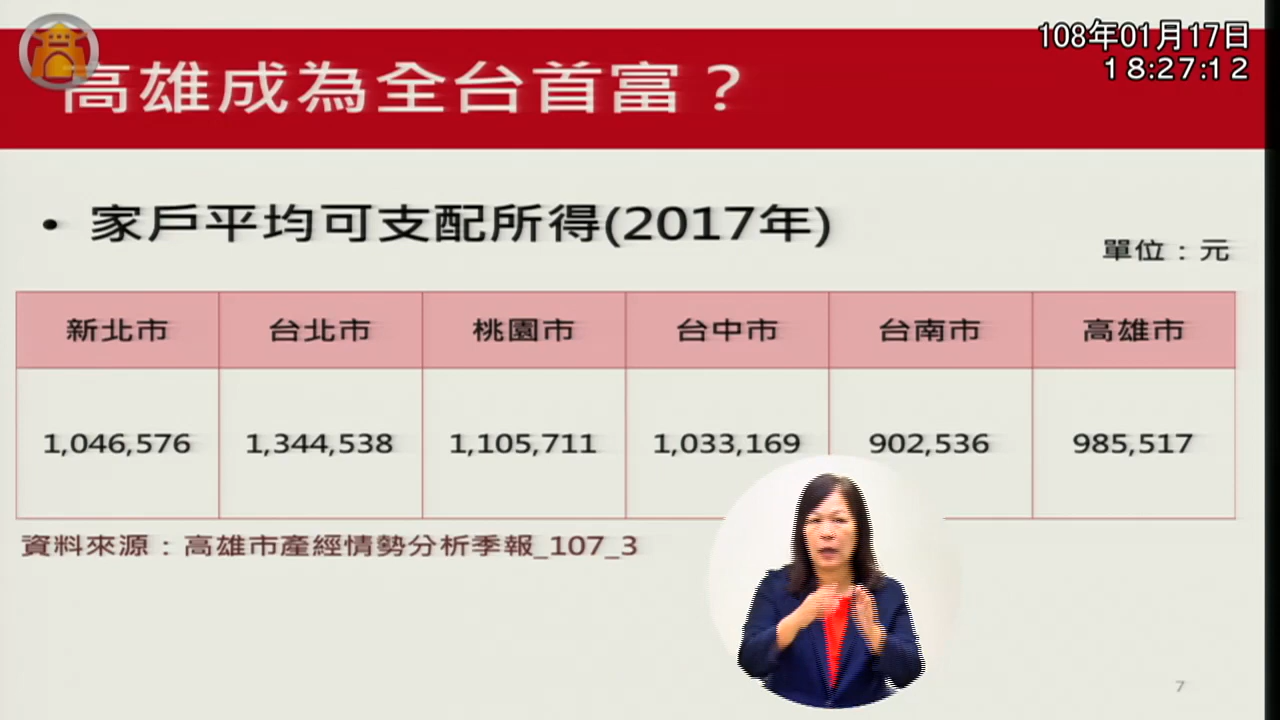 108年01月17日
18:27:12
高雄成為全台首富？
• 家戶平均可支配所得(2017年)
單位：元
新北市 台北市 桃園市 台中市 台南市 高雄市
1,046,576 1,344,538 1,105,711 1,033,169 902,536 985,517
資料來源：高雄市產經情勢分析季報_107_3
7